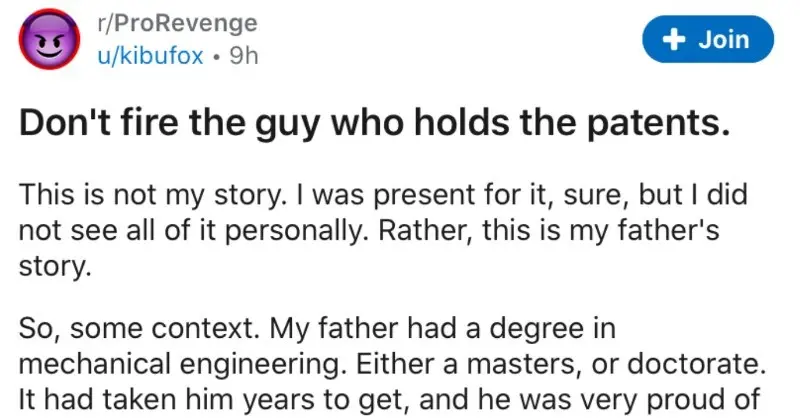 r/ProRevenge
u/kibufox • 9h
+ Join
Don't fire the guy who holds the patents.
This is not my story. I was present for it, sure, but I did
not see all of it personally. Rather, this is my father's
story.
So, some context. My father had a degree in
mechanical engineering. Either a masters, or doctorate.
It had taken him years to get, and he was very proud of